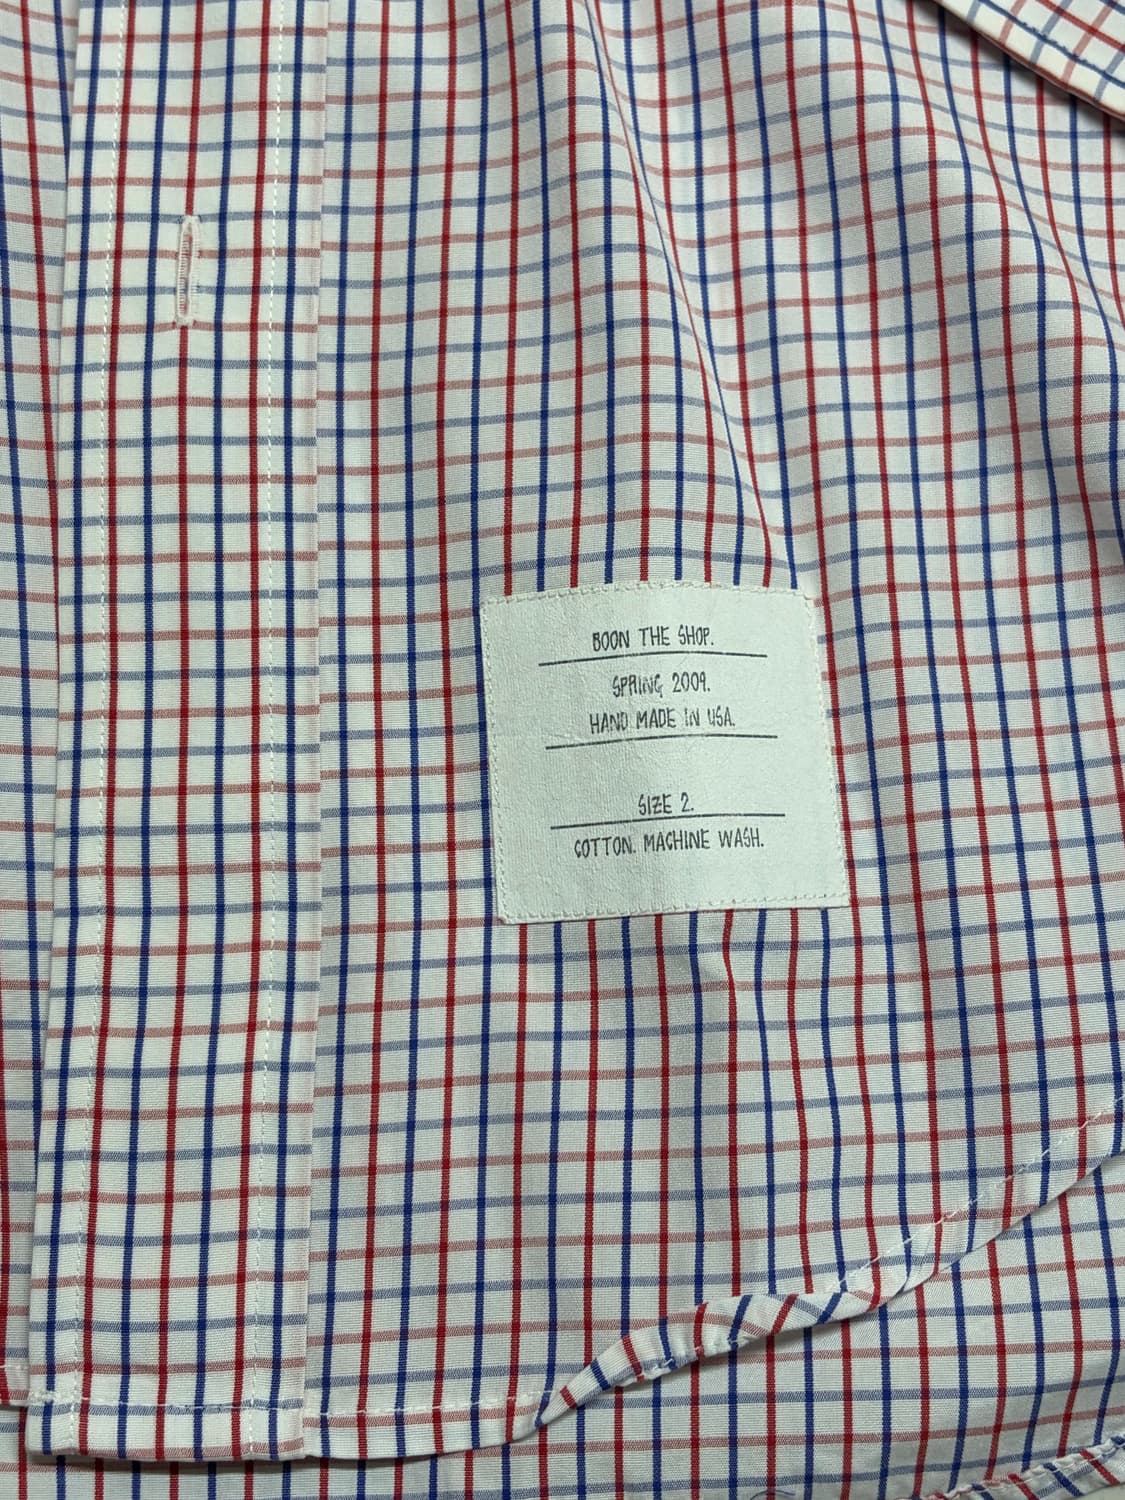 BOON THE SHOP.
SPRING 2009.
HAND MADE IN USA.
SIZE 2.
COTTON. MACHINE WASH.